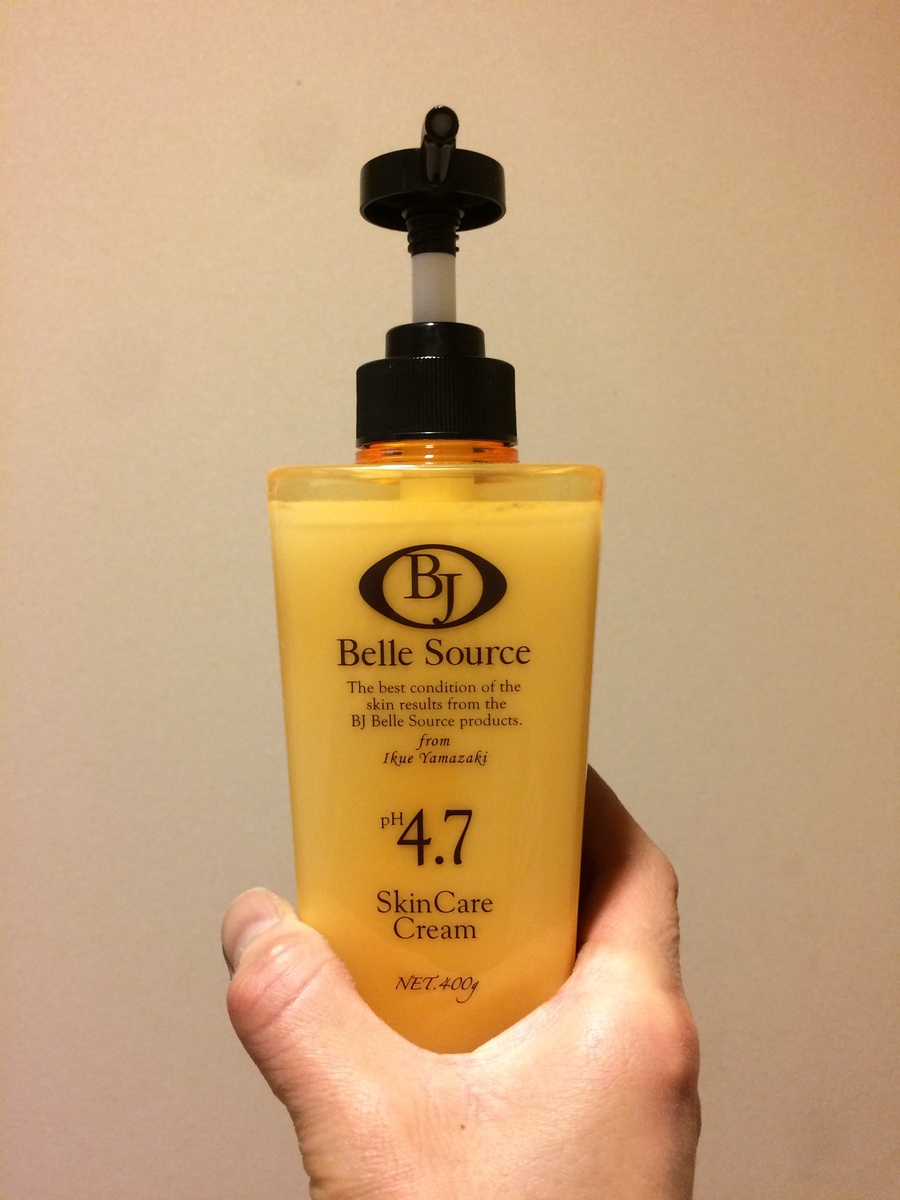 BJ
Belle Source
The best condition of the
skin results from the
BJ Belle Source products.
from
Ikue Yamazaki
pH4.7
SkinCare
Cream
NET.400g